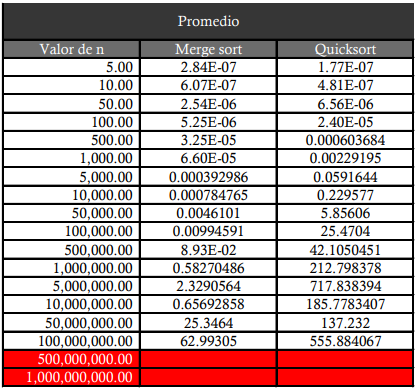 Promedio
Valor de n Merge sort Quicksort
5.00 2.84E-07 1.77E-07
10.00 6.07E-07 4.81E-07
50.00 2.54E-06 6.56E-06
100.00 5.25E-06 2.40E-05
500.00 3.25E-05 0.000603684
1,000.00 6.60E-05 0.00229195
5,000.00 0.000392986 0.0591644
10,000.00 0.000784765 0.229577
50,000.00 0.0046101 5.85606
100,000.00 0.00994591 25.4704
500,000.00 8.93E-02 42.1050451
1,000,000.00 0.58270486 212.798378
5,000,000.00 2.3290564 717.838394
10,000,000.00 0.65692858 185.7783407
50,000,000.00 25.3464 137.232
100,000,000.00 62.99305 555.884067
500,000,000.00
1,000,000,000.00